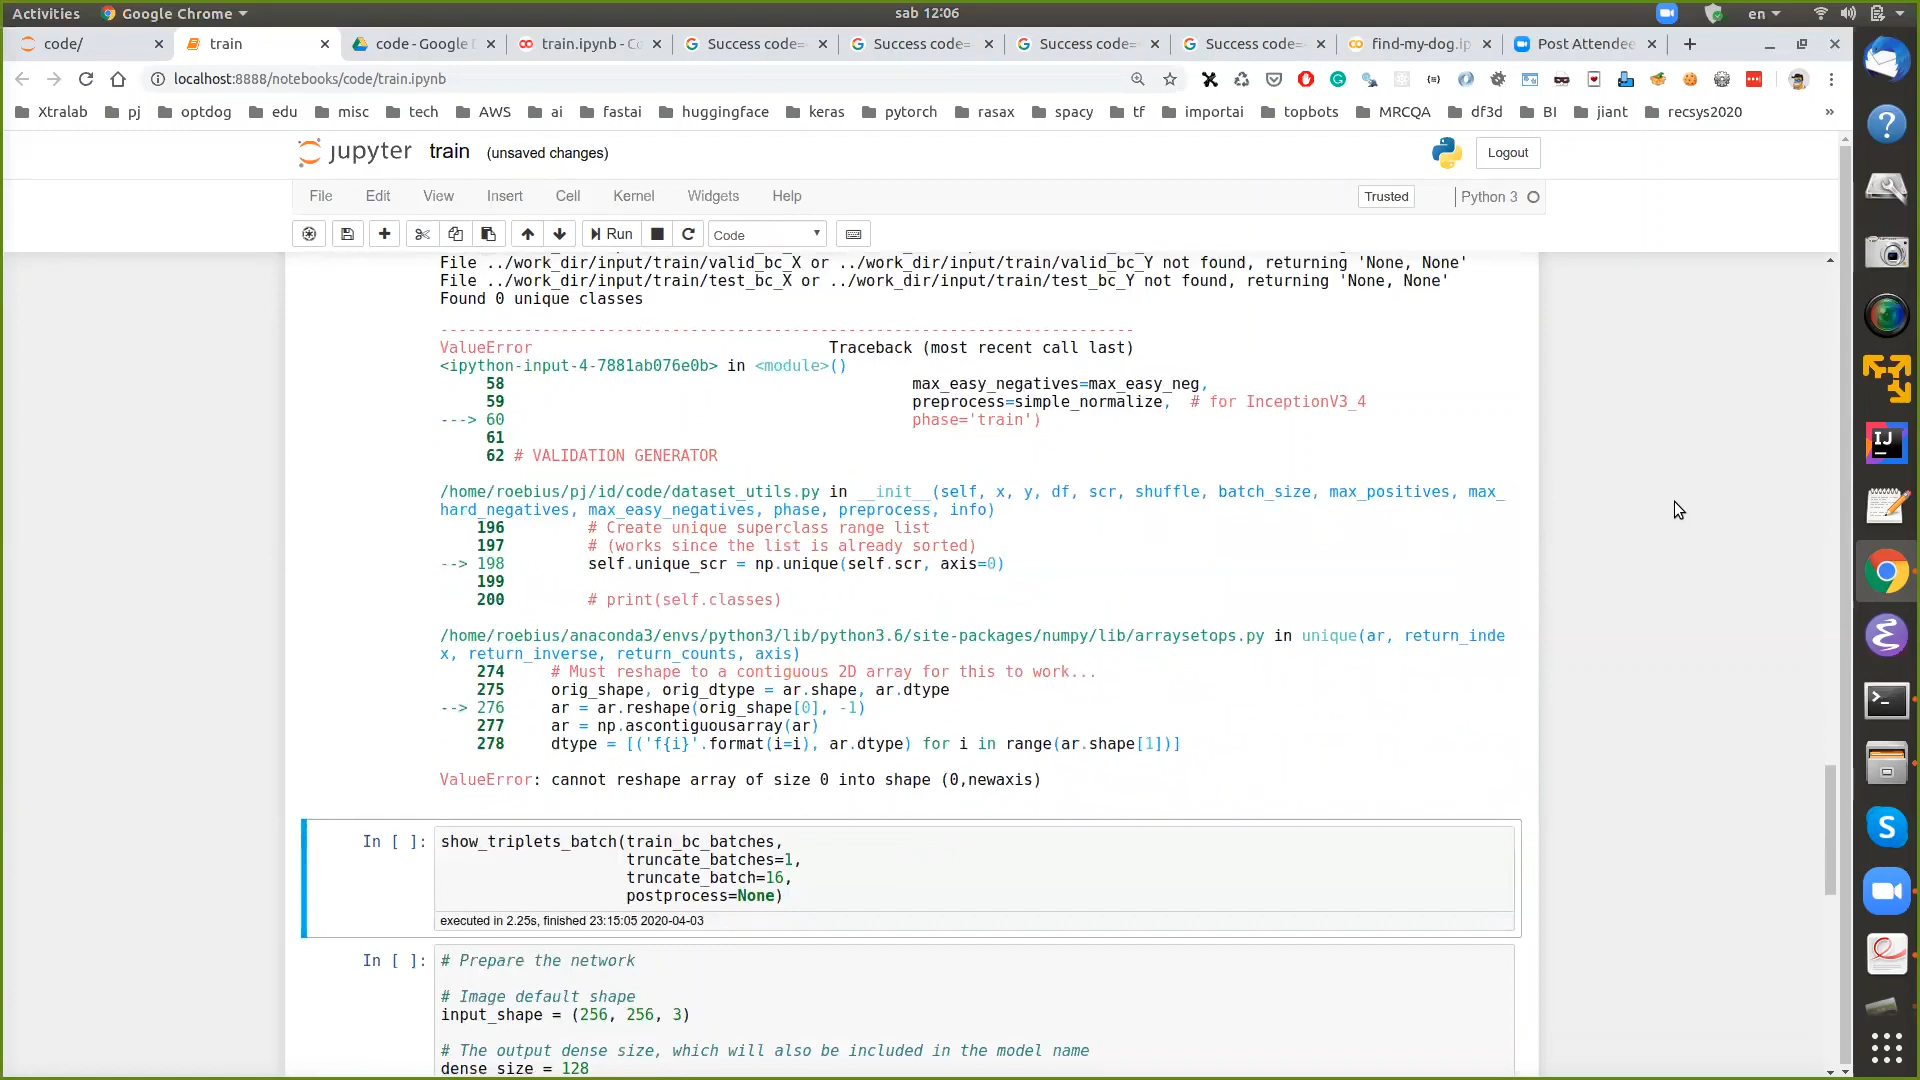 Activities Google Chrome sab 12:06 en
code/ train code - Google D train.ipynb - Co Success code= Success code= Success code= Success code= find-my-dog.ip Post Attendee
localhost:8888/notebooks/code/train.ipynb
Xtralab pj optdog edu misc tech AWS ai fastai huggingface keras pytorch rasax spacy tf importai topbots MRCQA df3d BI jiant recsys2020 »
jupyter train (unsaved changes) Logout
File Edit View Insert Cell Kernel Widgets Help Trusted Python 3
Run Code
File ../work_dir/input/train/valid_bc_X or ../work_dir/input/train/valid_bc_Y not found, returning 'None, None'
File ../work_dir/input/train/test_bc_X or ../work_dir/input/train/test_bc_Y not found, returning 'None, None'
Found 0 unique classes
---------------------------------------------------------------------------
ValueError Traceback (most recent call last)
<ipython-input-4-7881ab076e0b> in <module>()
58 max_easy_negatives=max_easy_neg,
59 preprocess=simple_normalize, # for InceptionV3_4
---> 60 phase='train')
61
62 # VALIDATION GENERATOR
/home/roebius/pj/id/code/dataset_utils.py in __init__(self, x, y, df, scr, shuffle, batch_size, max_positives, max_
hard_negatives, max_easy_negatives, phase, preprocess, info)
196 # Create unique superclass range list
197 # (works since the list is already sorted)
--> 198 self.unique_scr = np.unique(self.scr, axis=0)
199
200 # print(self.classes)
/home/roebius/anaconda3/envs/python3/lib/python3.6/site-packages/numpy/lib/arraysetops.py in unique(ar, return_inde
x, return_inverse, return_counts, axis)
274 # Must reshape to a contiguous 2D array for this to work...
275 orig_shape, orig_dtype = ar.shape, ar.dtype
--> 276 ar = ar.reshape(orig_shape[0], -1)
277 ar = np.ascontiguousarray(ar)
278 dtype = [('f{i}'.format(i=i), ar.dtype) for i in range(ar.shape[1])]
ValueError: cannot reshape array of size 0 into shape (0,newaxis)
In [ ]: show_triplets_batch(train_bc_batches,
truncate_batches=1,
truncate_batch=16,
postprocess=None)
executed in 2.25s, finished 23:15:05 2020-04-03
In [ ]: # Prepare the network
# Image default shape
input_shape = (256, 256, 3)
# The output dense size, which will also be included in the model name
dense_size = 128